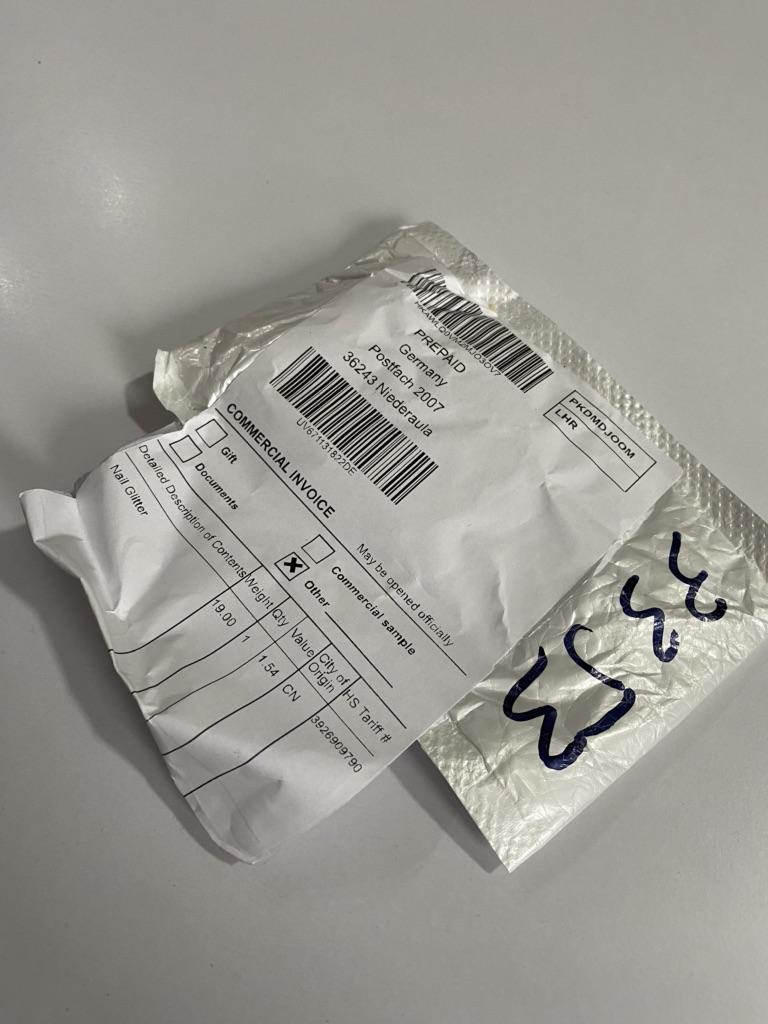 PREPAID
Germany
Postfach 2007
36243 Niederaula
PKDMDJOOM
LHR
UV671131822DE
COMMERCIAL INVOICE
May be opened officially
Gift
Commercial sample
Documents
Other
Detailed Description of Contents Weight Qty Value City of Origin HS Tariff #
Nail Glitter 19.00 1 1.54 CN 3926909790